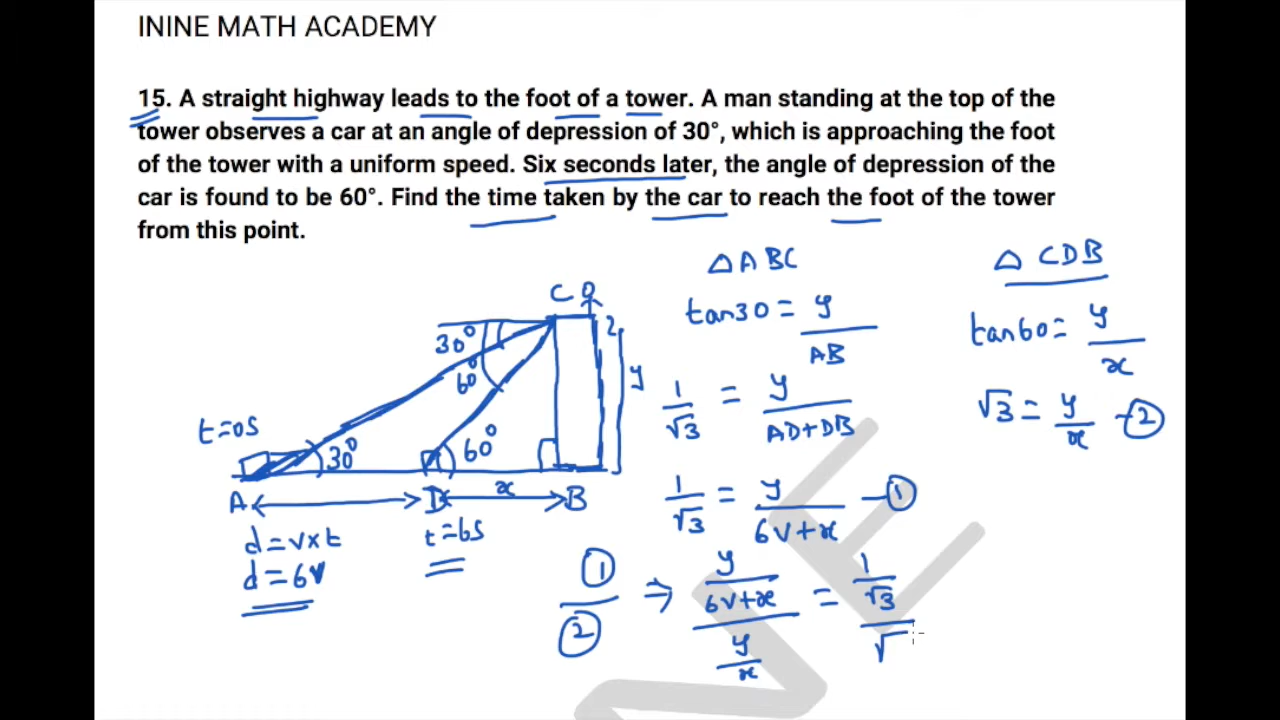 ININE MATH ACADEMY
15. A straight highway leads to the foot of a tower. A man standing at the top of the
tower observes a car at an angle of depression of 30°, which is approaching the foot
of the tower with a uniform speed. Six seconds later, the angle of depression of the
car is found to be 60°. Find the time taken by the car to reach the foot of the tower
from this point.
△ABC
tan30 = y/AB
1/√3 = y/AD+DB
1/√3 = y/6V+x —①
△ CDB
tan60 = y/x
√3 = y/x —②
C
30°
60°
y
t=0s
30°
60°
A
D
x
B
d=v×t
d=6V
t=6s
①/② ⇒ y/6V+x / y/x = 1/√3 / √
NE